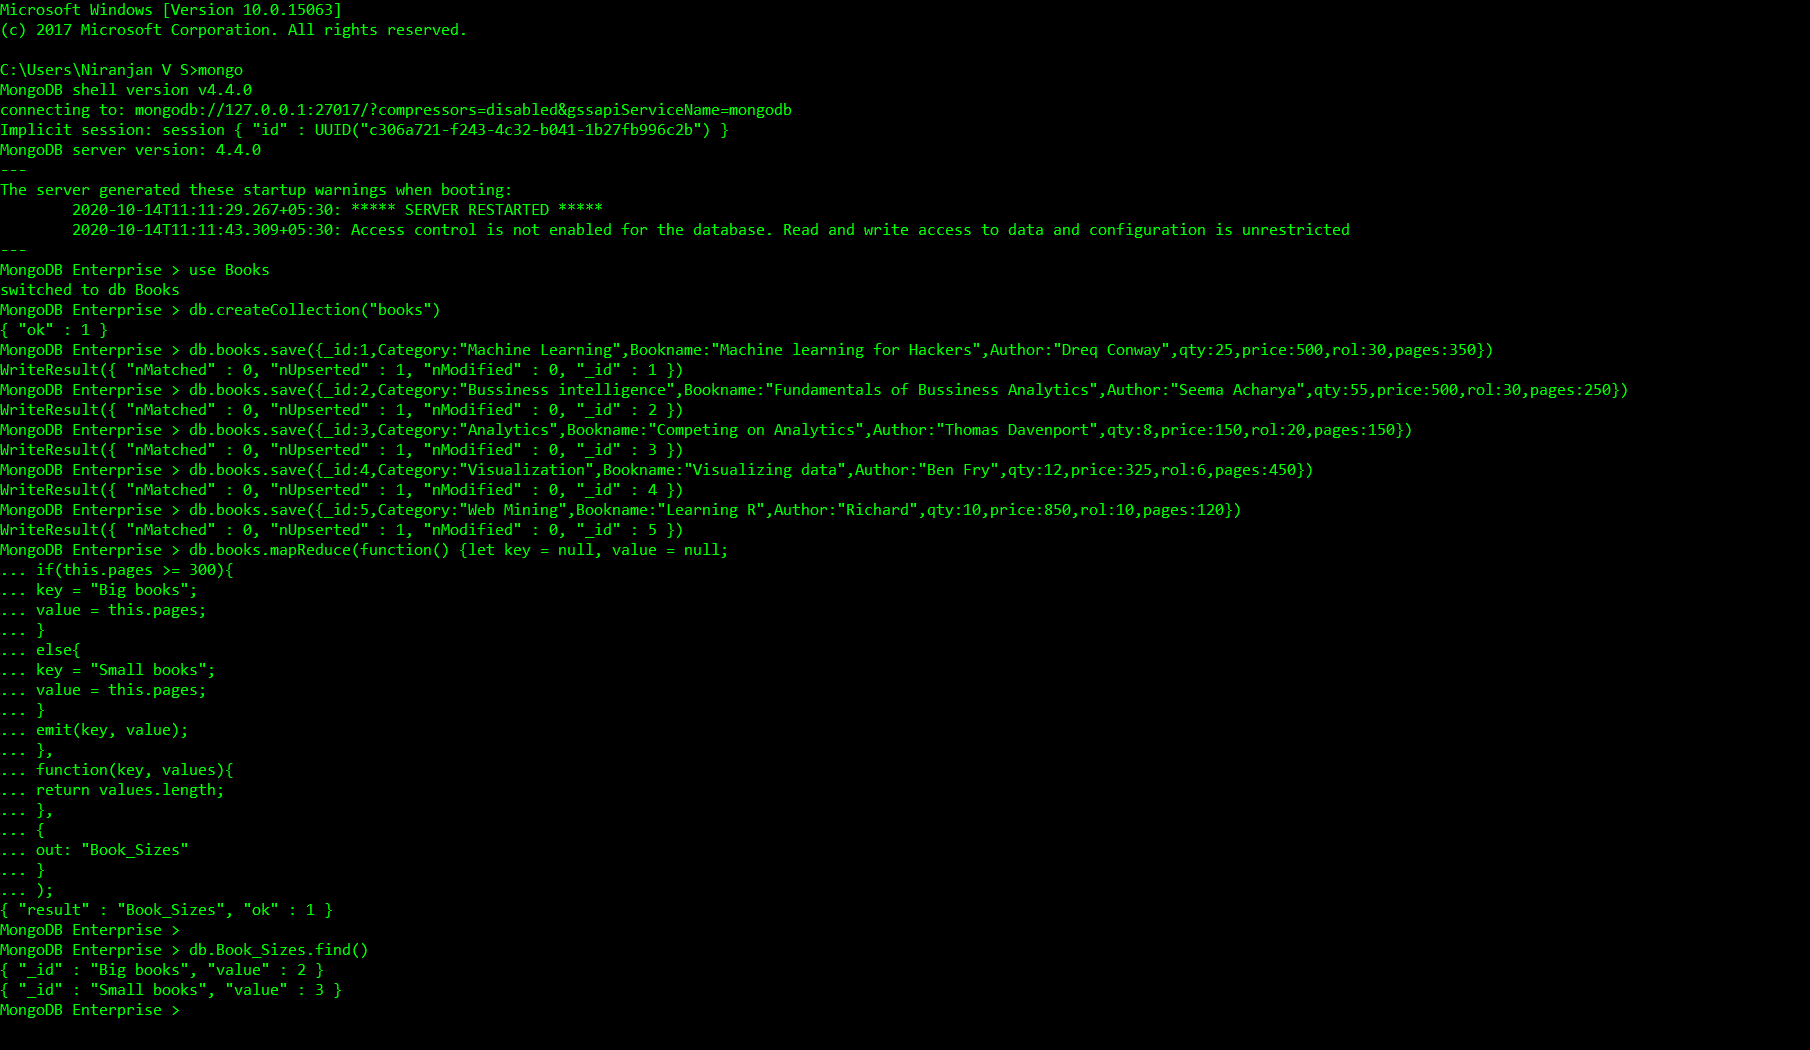 Microsoft Windows [Version 10.0.15063]
(c) 2017 Microsoft Corporation. All rights reserved.
C:\Users\Niranjan V S>mongo
MongoDB shell version v4.4.0
connecting to: mongodb://127.0.0.1:27017/?compressors=disabled&gssapiServiceName=mongodb
Implicit session: session { "id" : UUID("c306a721-f243-4c32-b041-1b27fb996c2b") }
MongoDB server version: 4.4.0
---
The server generated these startup warnings when booting:
        2020-10-14T11:11:29.267+05:30: ***** SERVER RESTARTED *****
        2020-10-14T11:11:43.309+05:30: Access control is not enabled for the database. Read and write access to data and configuration is unrestricted
---
MongoDB Enterprise > use Books
switched to db Books
MongoDB Enterprise > db.createCollection("books")
{ "ok" : 1 }
MongoDB Enterprise > db.books.save({_id:1,Category:"Machine Learning",Bookname:"Machine learning for Hackers",Author:"Dreq Conway",qty:25,price:500,rol:30,pages:350})
WriteResult({ "nMatched" : 0, "nUpserted" : 1, "nModified" : 0, "_id" : 1 })
MongoDB Enterprise > db.books.save({_id:2,Category:"Bussiness intelligence",Bookname:"Fundamentals of Bussiness Analytics",Author:"Seema Acharya",qty:55,price:500,rol:30,pages:250})
WriteResult({ "nMatched" : 0, "nUpserted" : 1, "nModified" : 0, "_id" : 2 })
MongoDB Enterprise > db.books.save({_id:3,Category:"Analytics",Bookname:"Competing on Analytics",Author:"Thomas Davenport",qty:8,price:150,rol:20,pages:150})
WriteResult({ "nMatched" : 0, "nUpserted" : 1, "nModified" : 0, "_id" : 3 })
MongoDB Enterprise > db.books.save({_id:4,Category:"Visualization",Bookname:"Visualizing data",Author:"Ben Fry",qty:12,price:325,rol:6,pages:450})
WriteResult({ "nMatched" : 0, "nUpserted" : 1, "nModified" : 0, "_id" : 4 })
MongoDB Enterprise > db.books.save({_id:5,Category:"Web Mining",Bookname:"Learning R",Author:"Richard",qty:10,price:850,rol:10,pages:120})
WriteResult({ "nMatched" : 0, "nUpserted" : 1, "nModified" : 0, "_id" : 5 })
MongoDB Enterprise > db.books.mapReduce(function() {let key = null, value = null;
... if(this.pages >= 300){
... key = "Big books";
... value = this.pages;
... }
... else{
... key = "Small books";
... value = this.pages;
... }
... emit(key, value);
... },
... function(key, values){
... return values.length;
... },
... {
... out: "Book_Sizes"
... }
... );
{ "result" : "Book_Sizes", "ok" : 1 }
MongoDB Enterprise >
MongoDB Enterprise > db.Book_Sizes.find()
{ "_id" : "Big books", "value" : 2 }
{ "_id" : "Small books", "value" : 3 }
MongoDB Enterprise >